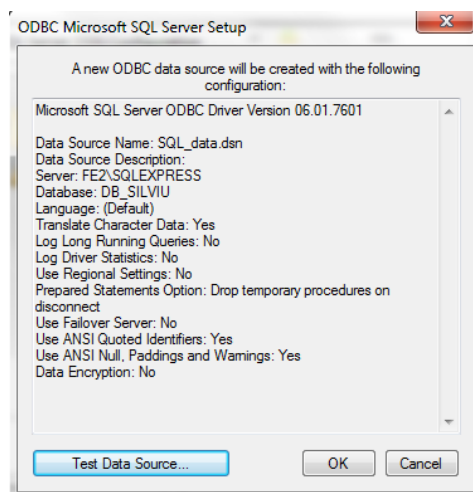 ODBC Microsoft SQL Server Setup
X
A new ODBC data source will be created with the following
configuration:
Microsoft SQL Server ODBC Driver Version 06.01.7601
Data Source Name: SQL_data.dsn
Data Source Description:
Server: FE2\SQLEXPRESS
Database: DB_SILVIU
Language: (Default)
Translate Character Data: Yes
Log Long Running Queries: No
Log Driver Statistics: No
Use Regional Settings: No
Prepared Statements Option: Drop temporary procedures on
disconnect
Use Failover Server: No
Use ANSI Quoted Identifiers: Yes
Use ANSI Null, Paddings and Warnings: Yes
Data Encryption: No
Test Data Source... OK Cancel